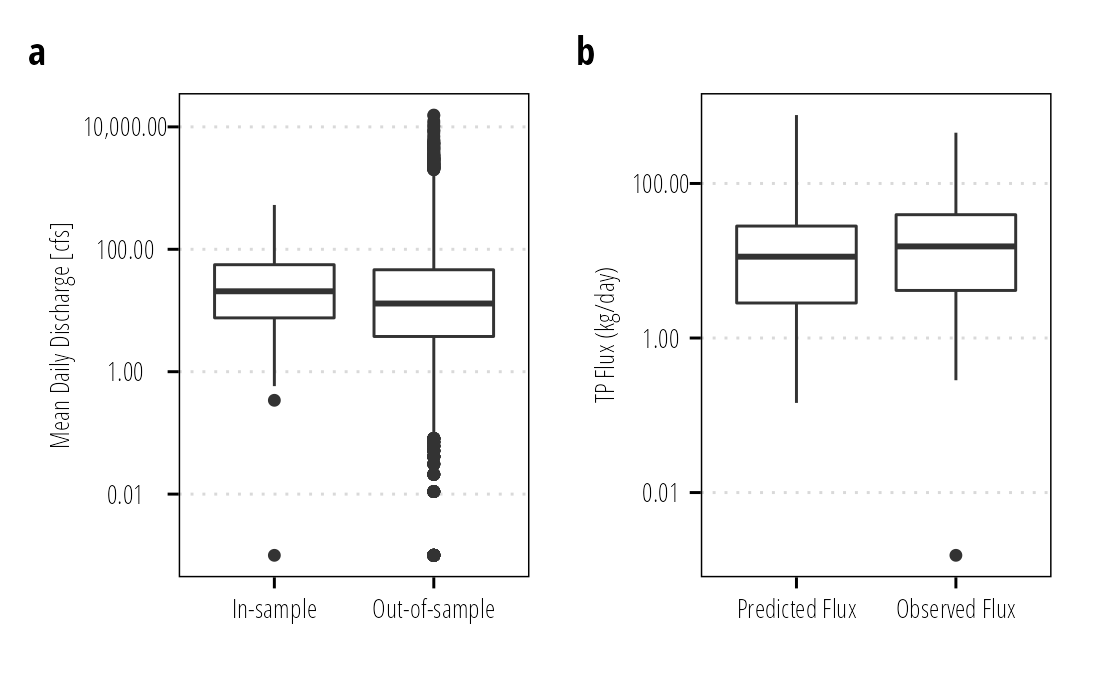 a
Mean Daily Discharge [cfs]
10,000.00
100.00
1.00
0.01
In-sample
Out-of-sample
b
TP Flux (kg/day)
100.00
1.00
0.01
Predicted Flux
Observed Flux